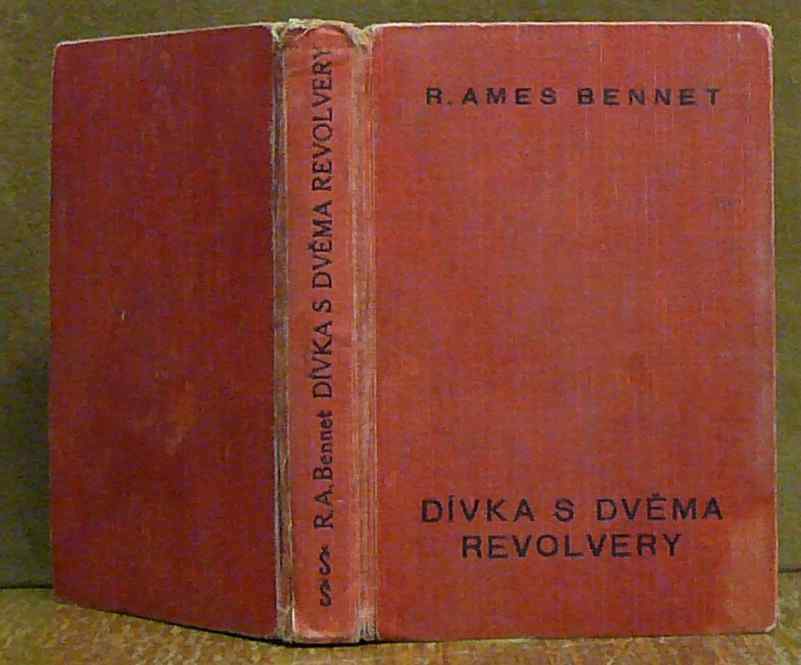 R. AMES BENNET
DÍVKA S DVĚMA
REVOLVERY
R.A. Bennet DÍVKA S DVĚMA REVOLVERY